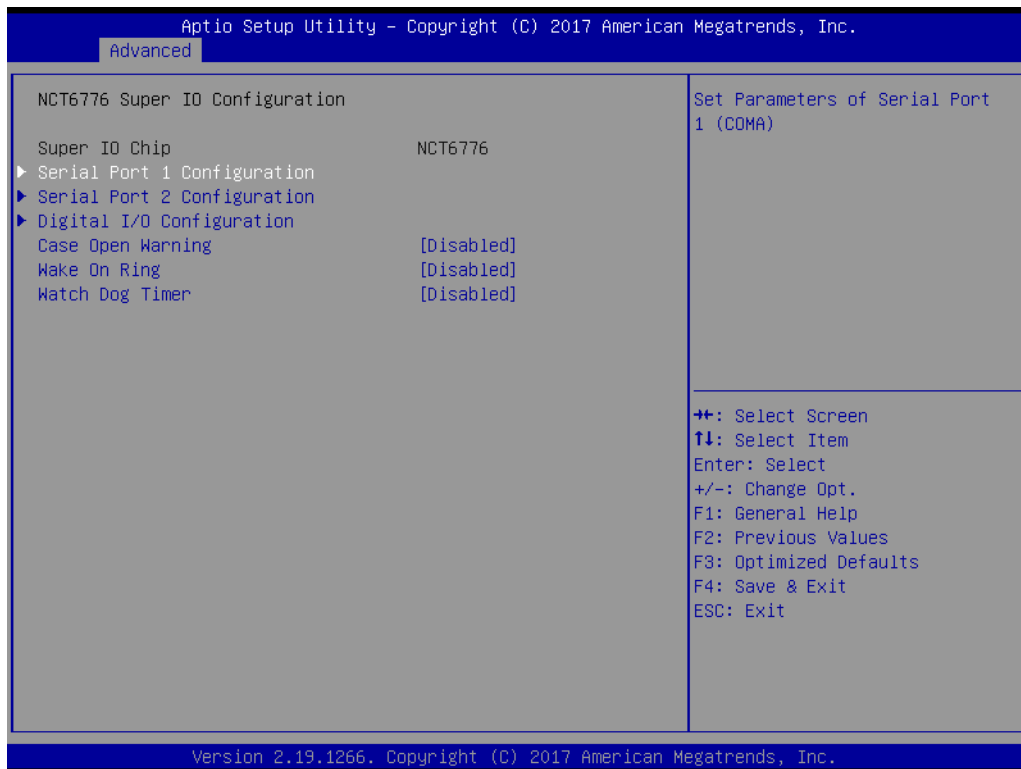 Aptio Setup Utility – Copyright (C) 2017 American Megatrends, Inc.
Advanced
NCT6776 Super IO Configuration
Super IO Chip NCT6776
▶ Serial Port 1 Configuration
▶ Serial Port 2 Configuration
▶ Digital I/O Configuration
Case Open Warning [Disabled]
Wake On Ring [Disabled]
Watch Dog Timer [Disabled]
Set Parameters of Serial Port
1 (COMA)
→←: Select Screen
↑↓: Select Item
Enter: Select
+/-: Change Opt.
F1: General Help
F2: Previous Values
F3: Optimized Defaults
F4: Save & Exit
ESC: Exit
Version 2.19.1266. Copyright (C) 2017 American Megatrends, Inc.